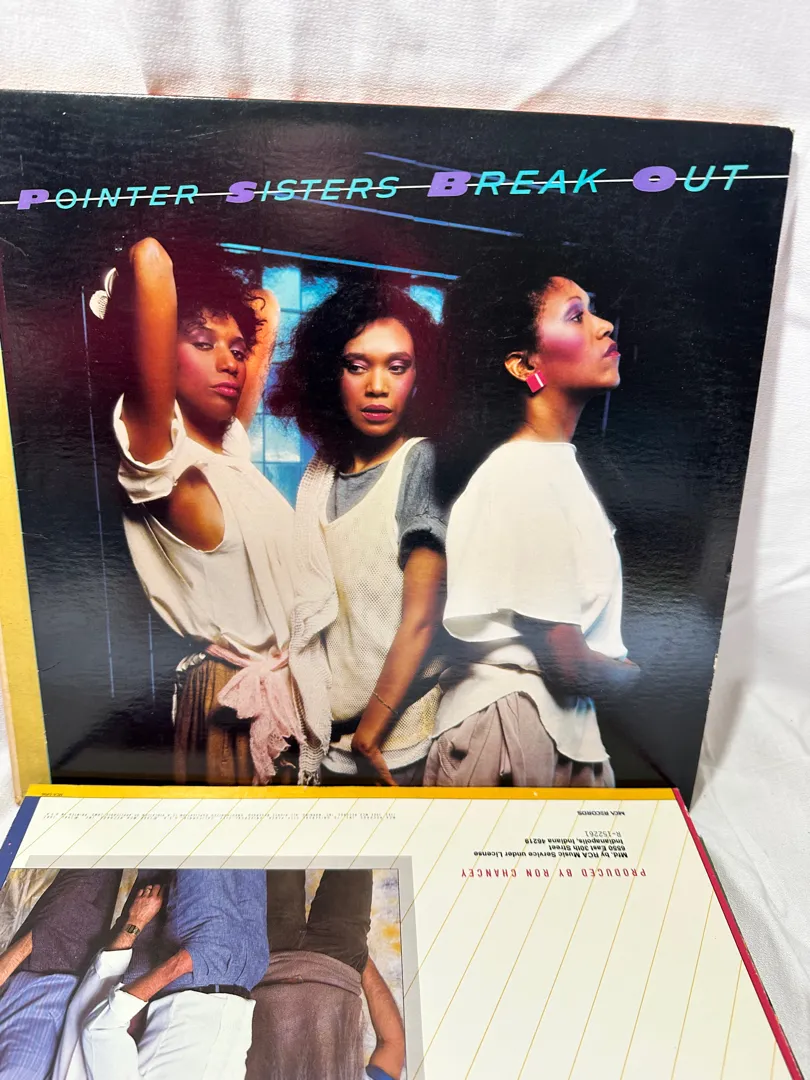 POINTER SISTERS BREAK OUT
PRODUCED BY RON CHANCEY
Mfd. by RCA Music Service under License
6550 East 30th Street
Indianapolis, Indiana 46219
R-152261
MCA RECORDS